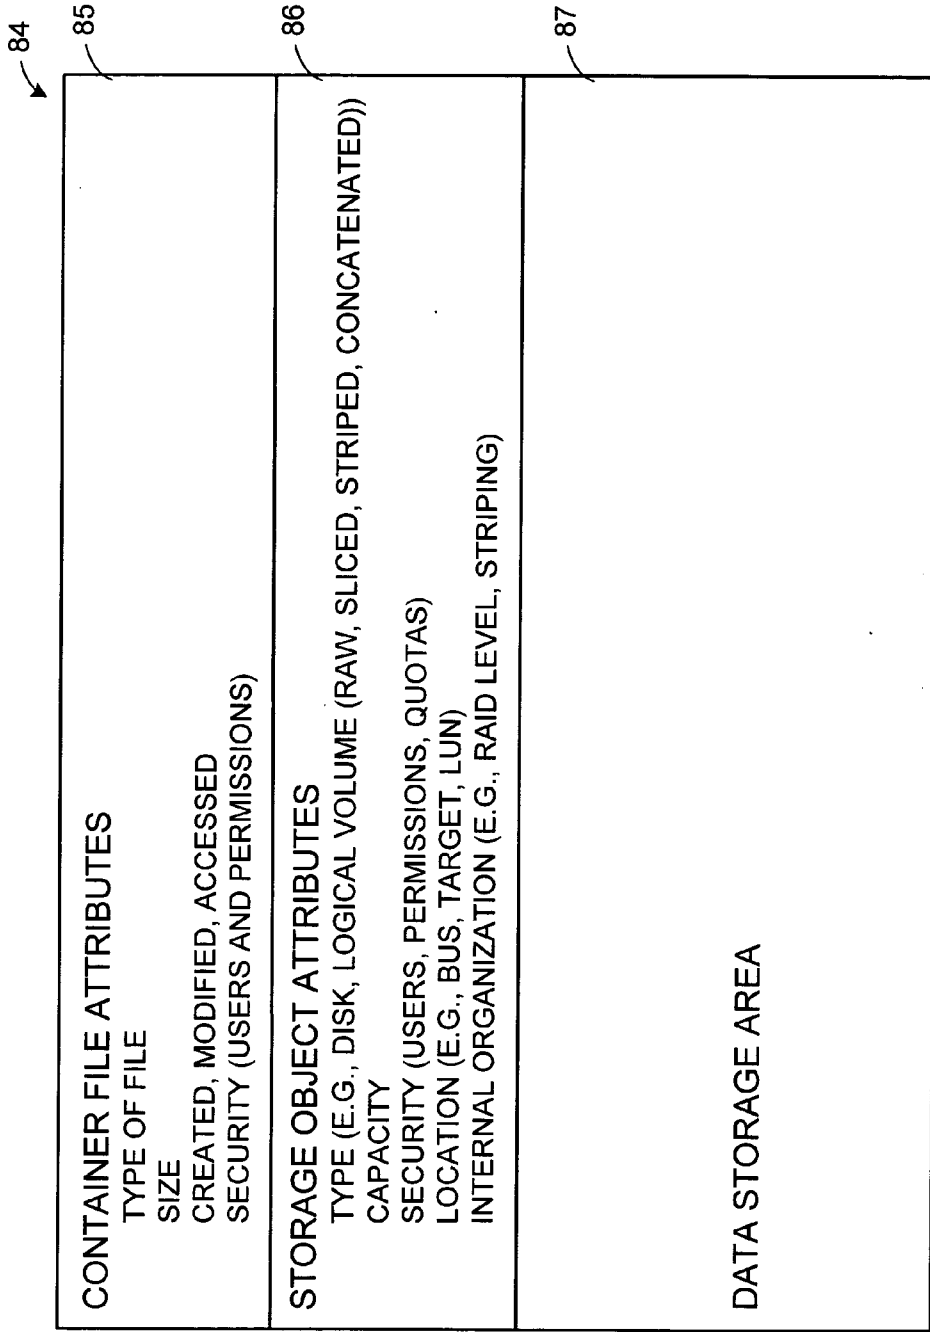 84
85
CONTAINER FILE ATTRIBUTES
TYPE OF FILE
SIZE
CREATED, MODIFIED, ACCESSED
SECURITY (USERS AND PERMISSIONS)
86
STORAGE OBJECT ATTRIBUTES
TYPE (E.G., DISK, LOGICAL VOLUME (RAW, SLICED, STRIPED, CONCATENATED))
CAPACITY
SECURITY (USERS, PERMISSIONS, QUOTAS)
LOCATION (E.G., BUS, TARGET, LUN)
INTERNAL ORGANIZATION (E.G., RAID LEVEL, STRIPING)
87
DATA STORAGE AREA